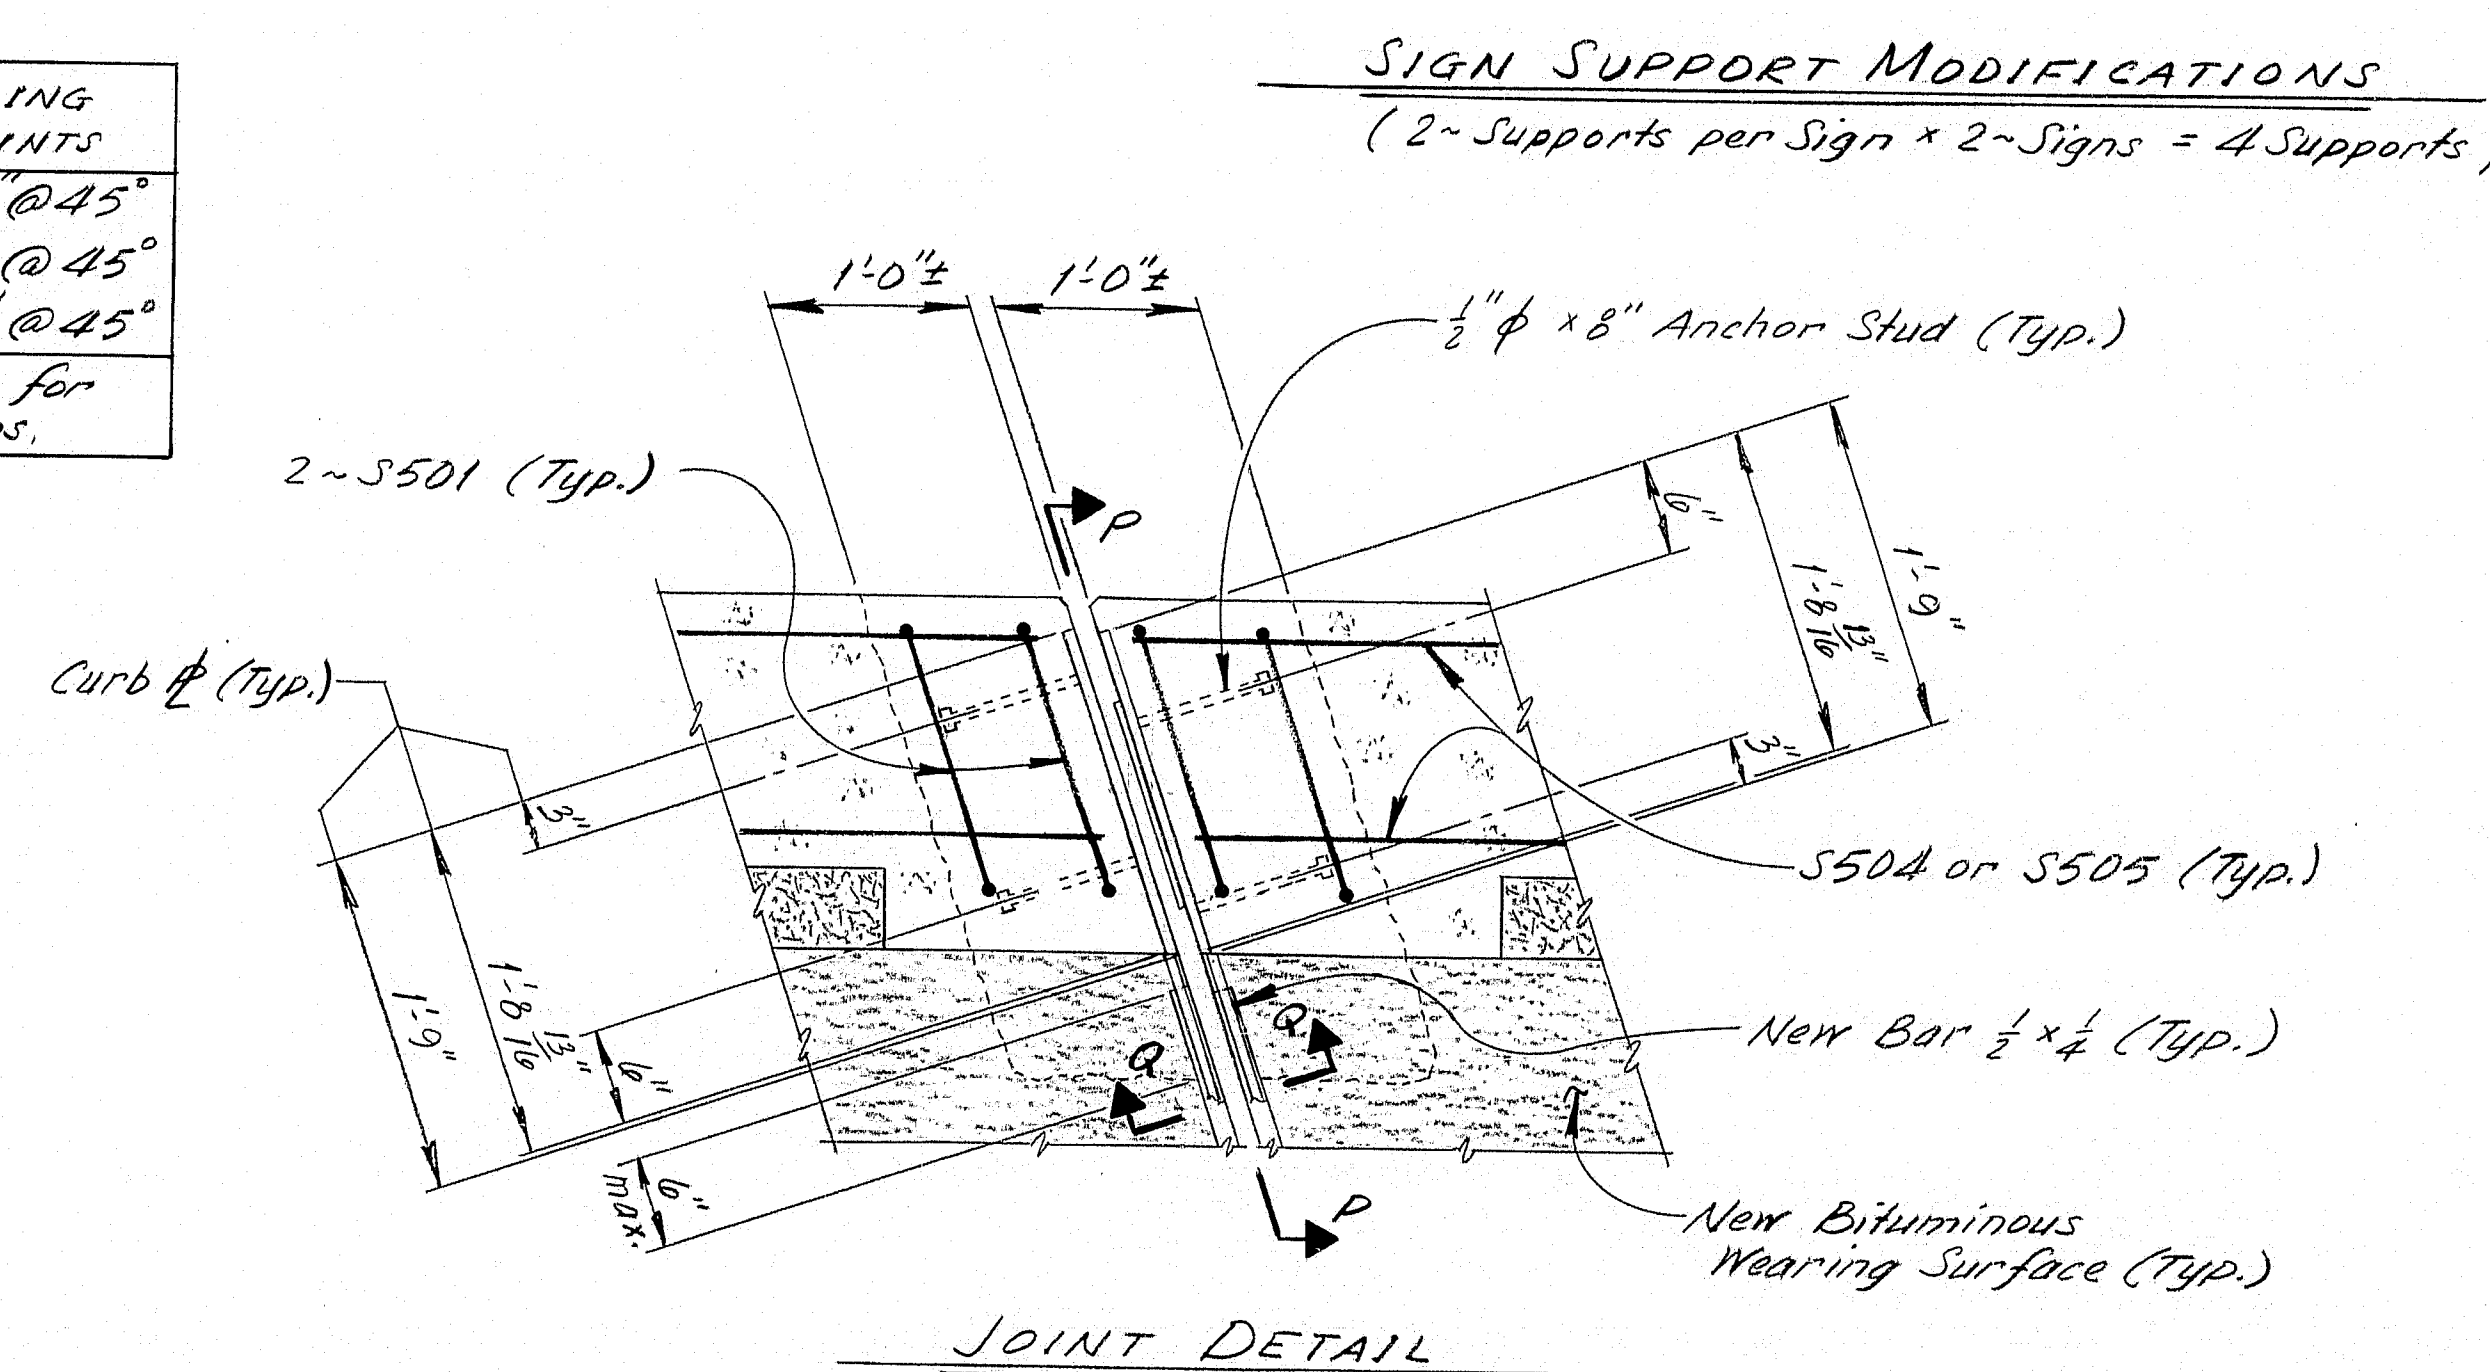 SIGN SUPPORT MODIFICATIONS
( 2~Supports per Sign x 2~Signs = 4 Supports )
ING
INTS
" @ 45°
@ 45°
@ 45°
for
s.
1'-0"±
1'-0"±
1/2" ϕ x 8" Anchor Stud (Typ.)
2~S501 (Typ.)
P
6"
1'-8 13/16"
1'-9"
Curb ⅊ (Typ.)
3"
3"
S504 or S505 (Typ.)
1'-9"
1'-8 13/16"
6"
Q
Q
New Bar 1/2 x 1/4 (Typ.)
6"
max.
P
New Bituminous
Wearing Surface (Typ.)
JOINT DETAIL